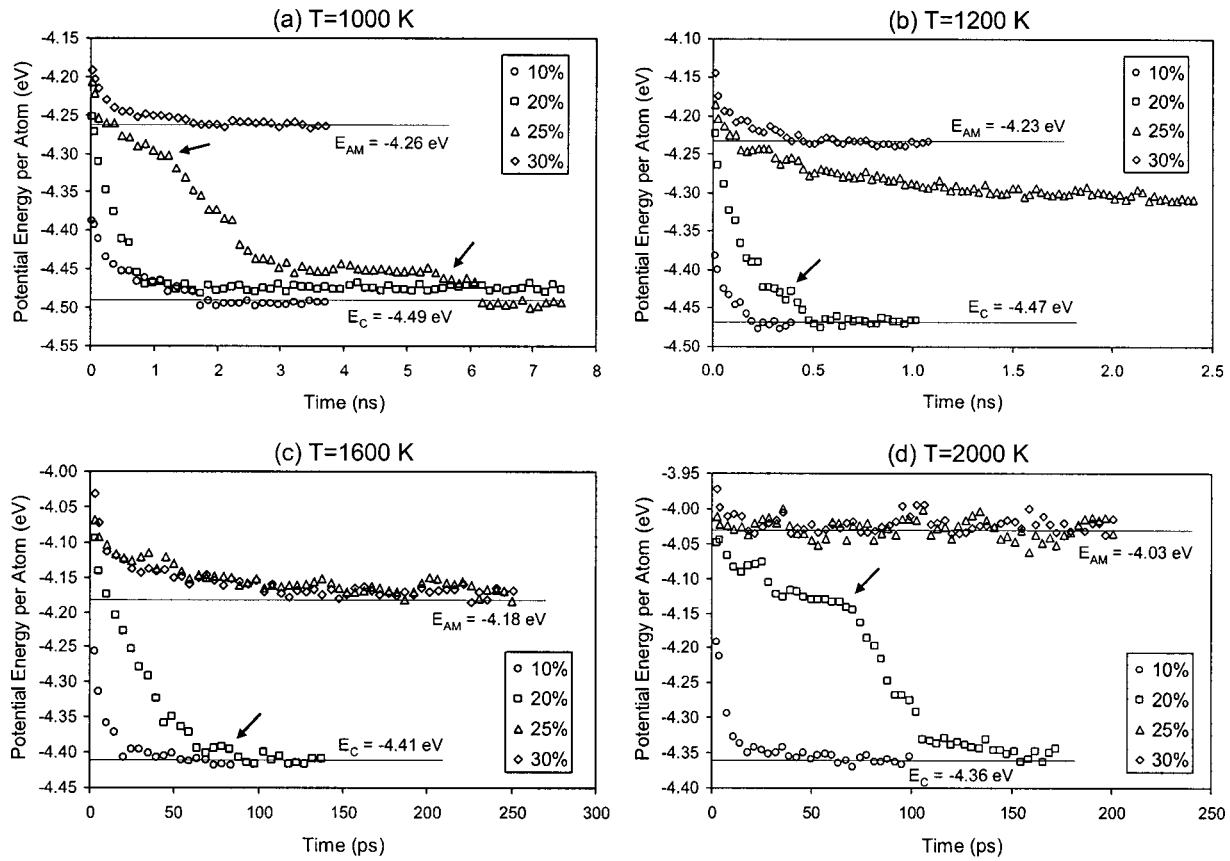 (a) T=1000 K
Potential Energy per Atom (eV)
-4.15
-4.20
-4.25
-4.30
-4.35
-4.40
-4.45
-4.50
-4.55
0 1 2 3 4 5 6 7 8
Time (ns)
10%
20%
25%
30%
E_AM = -4.26 eV
E_C = -4.49 eV
(b) T=1200 K
Potential Energy per Atom (eV)
-4.10
-4.15
-4.20
-4.25
-4.30
-4.35
-4.40
-4.45
-4.50
0.0 0.5 1.0 1.5 2.0 2.5
Time (ns)
10%
20%
25%
30%
E_AM = -4.23 eV
E_C = -4.47 eV
(c) T=1600 K
Potential Energy per Atom (eV)
-4.00
-4.05
-4.10
-4.15
-4.20
-4.25
-4.30
-4.35
-4.40
-4.45
0 50 100 150 200 250 300
Time (ps)
E_AM = -4.18 eV
10%
20%
25%
30%
E_C = -4.41 eV
(d) T=2000 K
Potential Energy per Atom (eV)
-3.95
-4.00
-4.05
-4.10
-4.15
-4.20
-4.25
-4.30
-4.35
-4.40
0 50 100 150 200 250
Time (ps)
E_AM = -4.03 eV
10%
20%
25%
30%
E_C = -4.36 eV